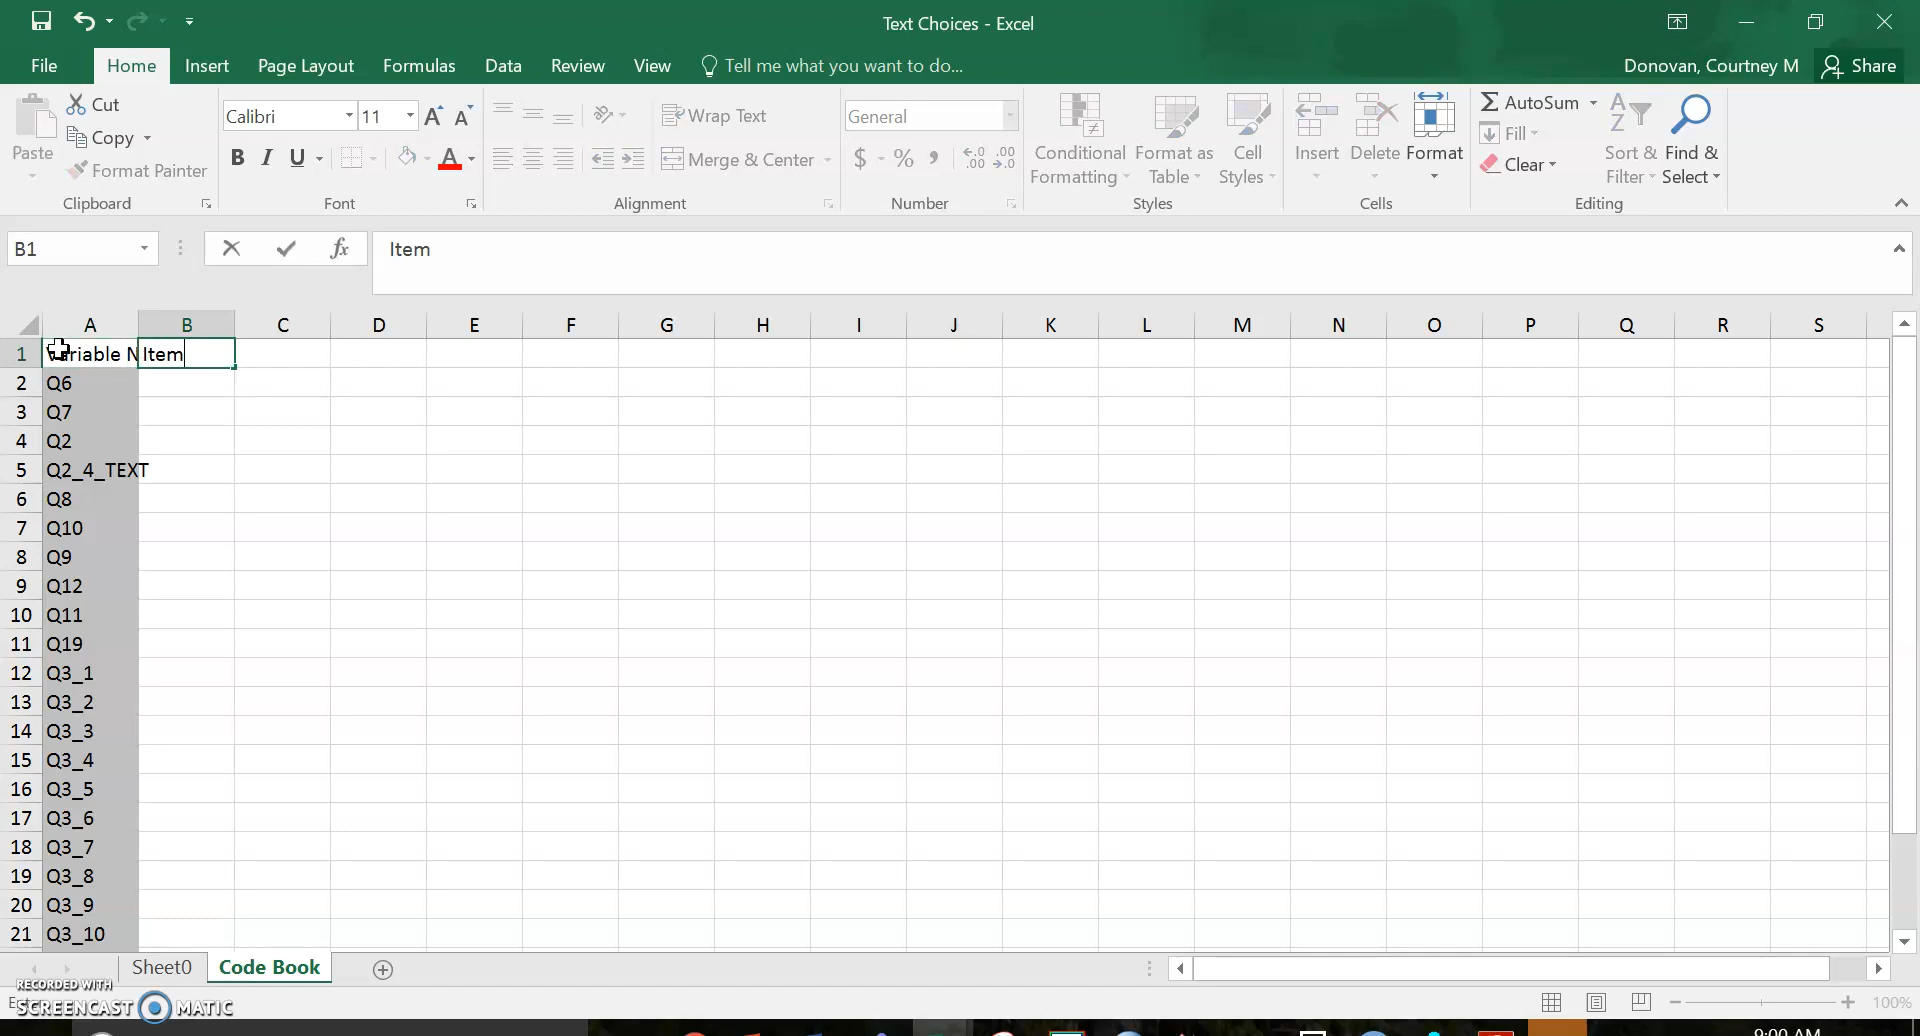 Text Choices - Excel
File Home Insert Page Layout Formulas Data Review View Tell me what you want to do... Donovan, Courtney M Share
Paste Cut Copy Format Painter Clipboard
Calibri 11 B I U A Font
Wrap Text Merge & Center Alignment
General $ % Number
Conditional Formatting Format as Table Cell Styles Styles
Insert Delete Format Cells
AutoSum Fill Clear Sort & Filter Find & Select Editing
B1 fx Item
A B C D E F G H I J K L M N O P Q R S
1 Variable N Item
2 Q6
3 Q7
4 Q2
5 Q2_4_TEXT
6 Q8
7 Q10
8 Q9
9 Q12
10 Q11
11 Q19
12 Q3_1
13 Q3_2
14 Q3_3
15 Q3_4
16 Q3_5
17 Q3_6
18 Q3_7
19 Q3_8
20 Q3_9
21 Q3_10
Sheet0 Code Book
RECORDED WITH
SCREENCAST MATIC
100%
9:00 AM